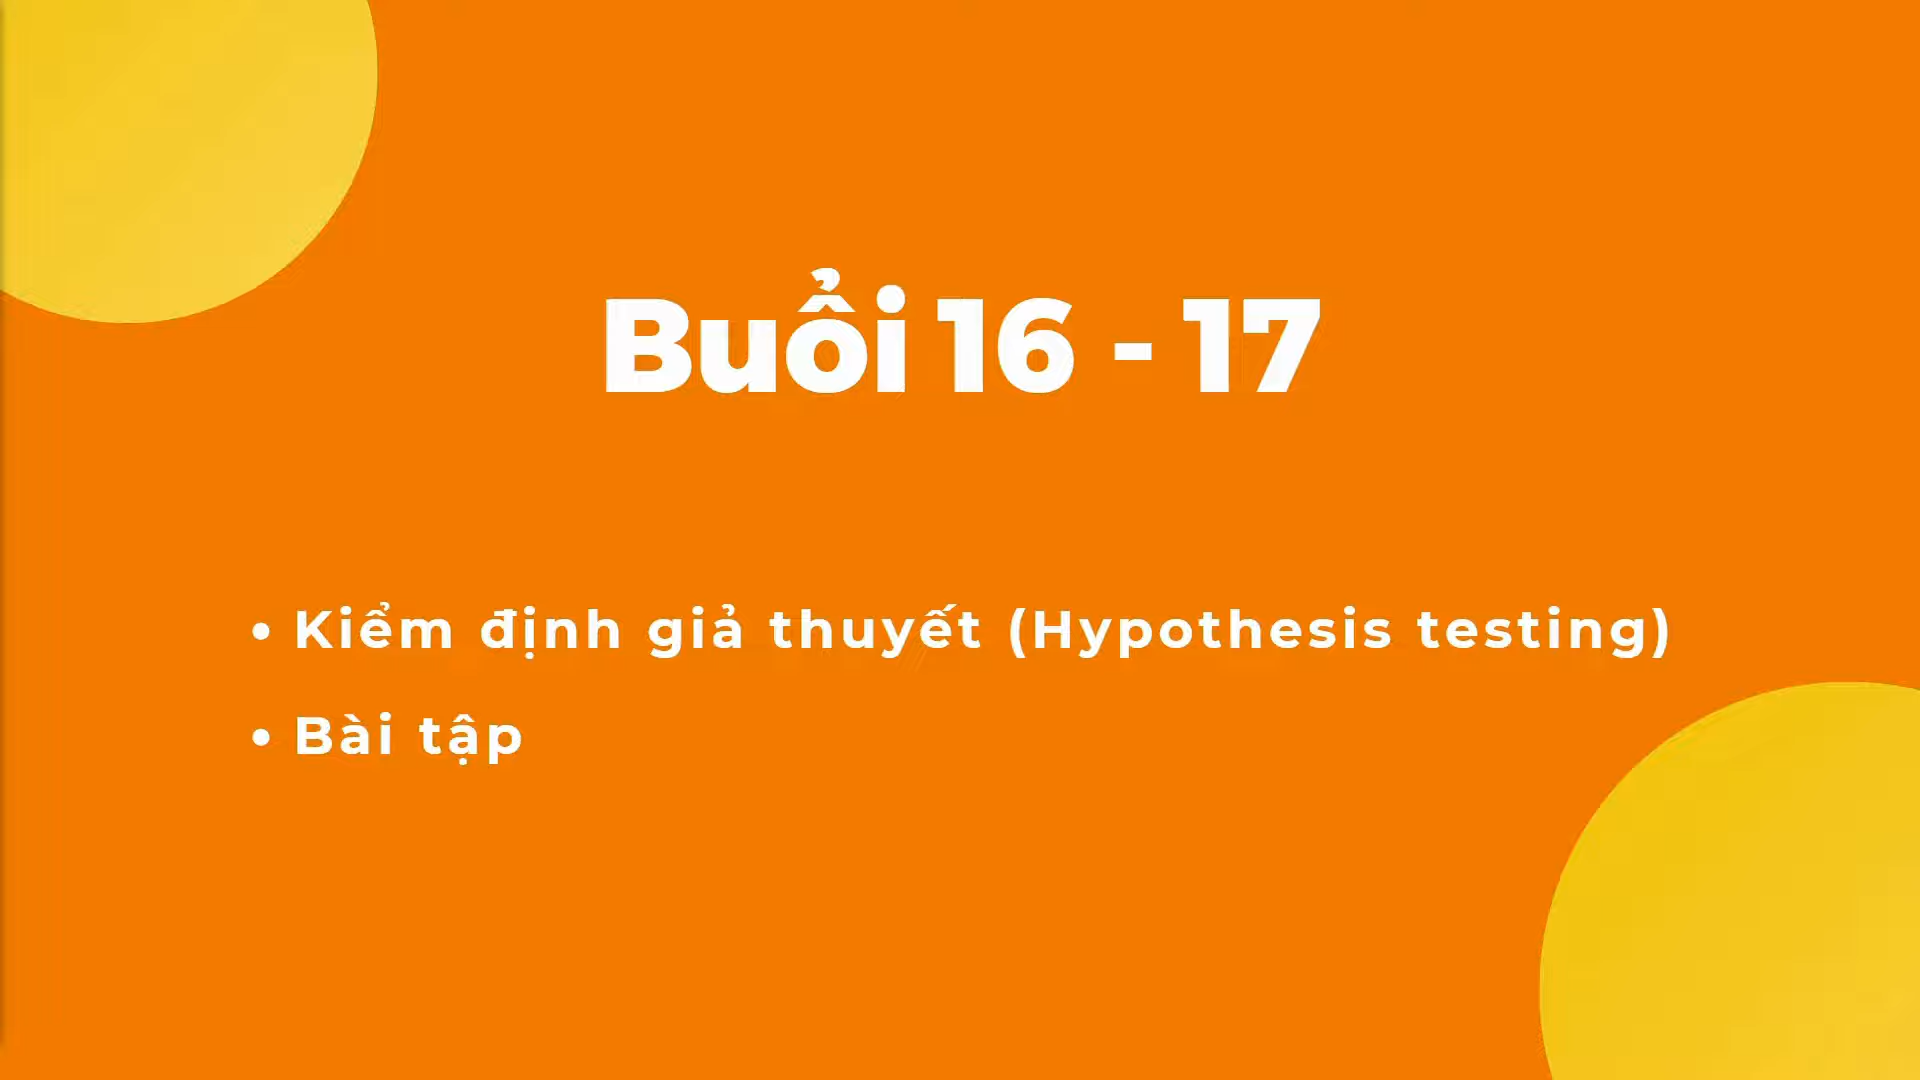 Buổi 16 - 17
• Kiểm định giả thuyết (Hypothesis testing)
• Bài tập